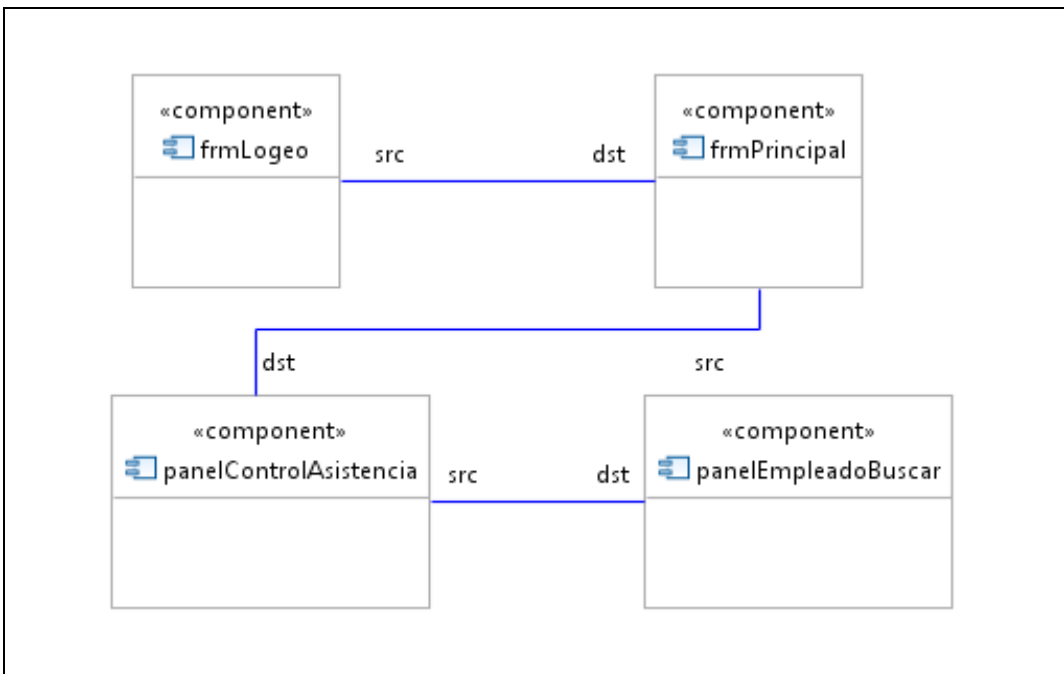 «component»
frmLogeo
src
dst
«component»
frmPrincipal
dst
src
«component»
panelControlAsistencia
src
dst
«component»
panelEmpleadoBuscar